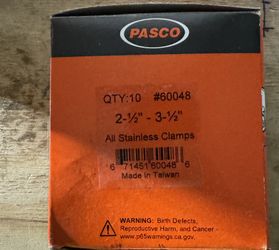 PASCO
QTY:10 #60048
2-½" - 3-½"
All Stainless Clamps
6 71451 60048 6
Made in Taiwan
WARNING: Birth Defects,
Reproductive Harm, and Cancer -
www.p65warnings.ca.gov.